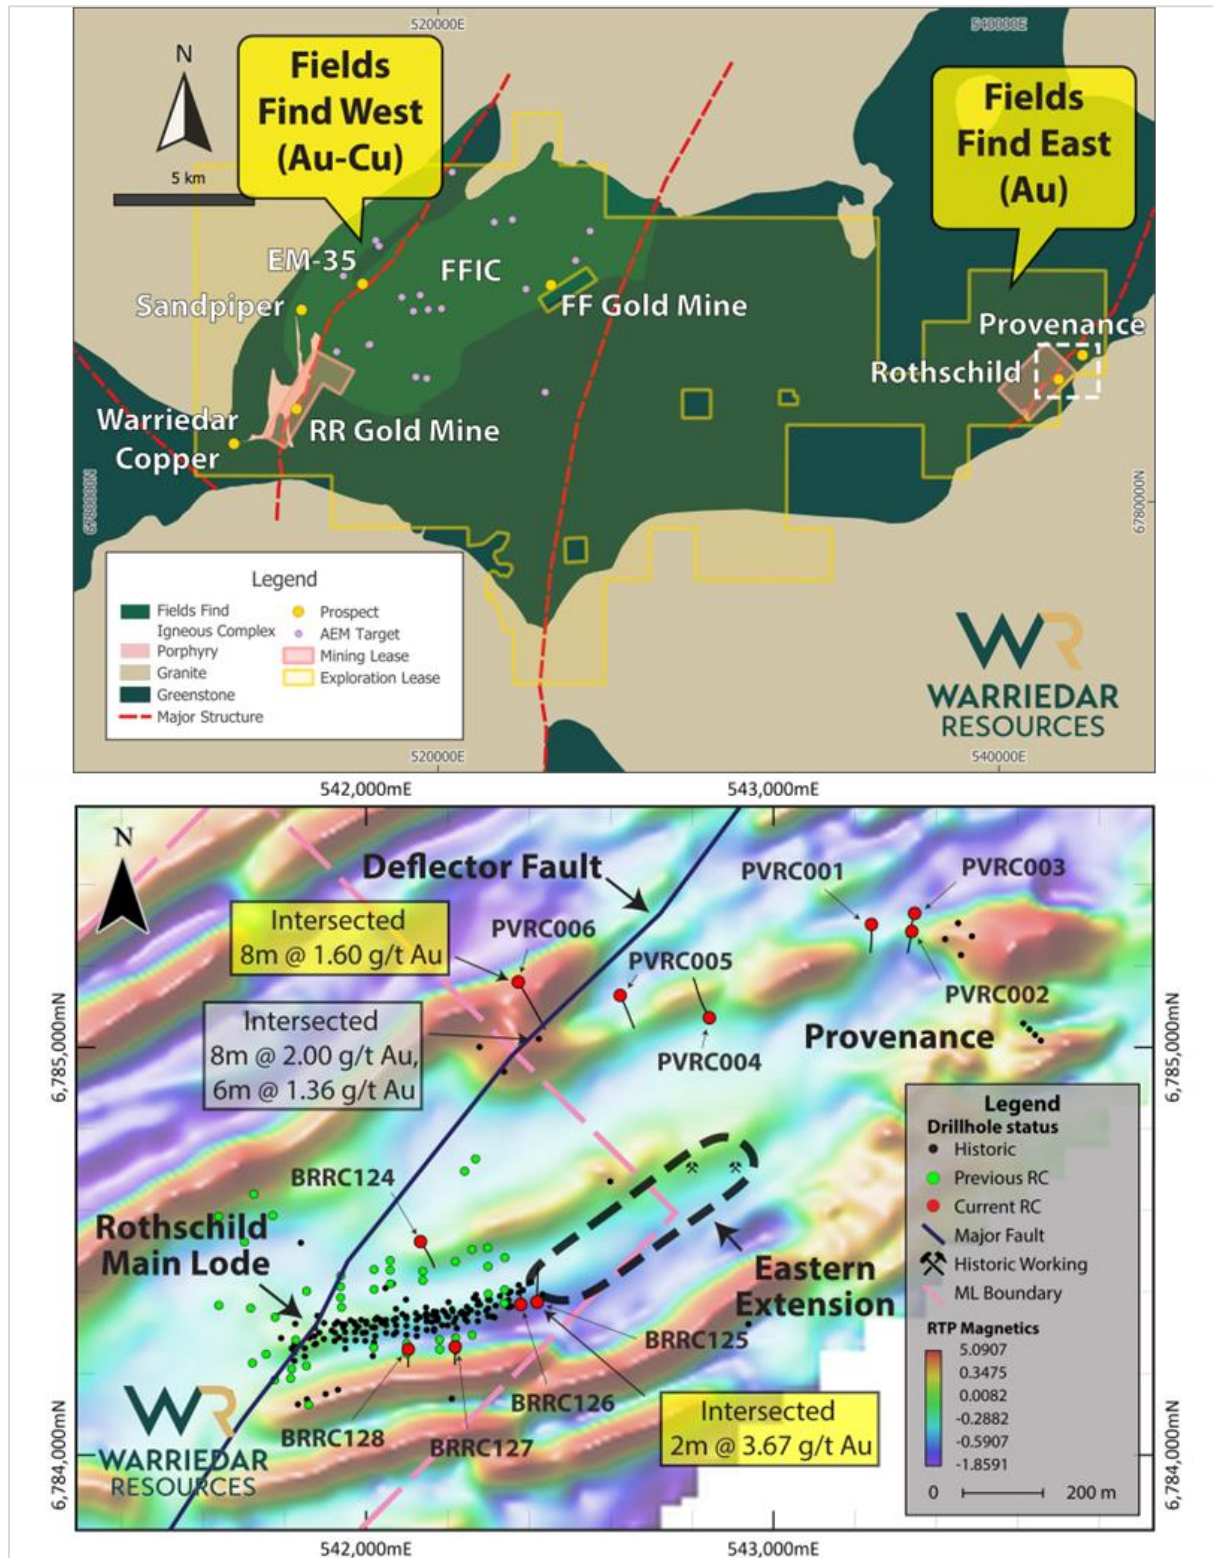 520000E
540000E
N
5 km
Fields
Find West
(Au-Cu)
Fields
Find East
(Au)
EM-35
FFIC
Sandpiper
FF Gold Mine
Provenance
Rothschild
Warriedar
Copper
RR Gold Mine
6780000N
6780000N
Legend
Fields Find
Igneous Complex
Porphyry
Granite
Greenstone
Major Structure
Prospect
AEM Target
Mining Lease
Exploration Lease
WR
WARRIEDAR
RESOURCES
520000E
540000E
542,000mE
543,000mE
N
Deflector Fault
PVRC001
PVRC003
Intersected
8m @ 1.60 g/t Au
PVRC006
PVRC005
PVRC002
Intersected
8m @ 2.00 g/t Au,
6m @ 1.36 g/t Au
PVRC004
Provenance
6,785,000mN
6,785,000mN
BRRC124
Rothschild
Main Lode
Eastern
Extension
BRRC125
BRRC126
BRRC128
BRRC127
Intersected
2m @ 3.67 g/t Au
WR
WARRIEDAR
RESOURCES
6,784,000mN
6,784,000mN
Legend
Drillhole status
Historic
Previous RC
Current RC
Major Fault
Historic Working
ML Boundary
RTP Magnetics
5.0907
0.3475
0.0082
-0.2882
-0.5907
-1.8591
0 200 m
542,000mE
543,000mE